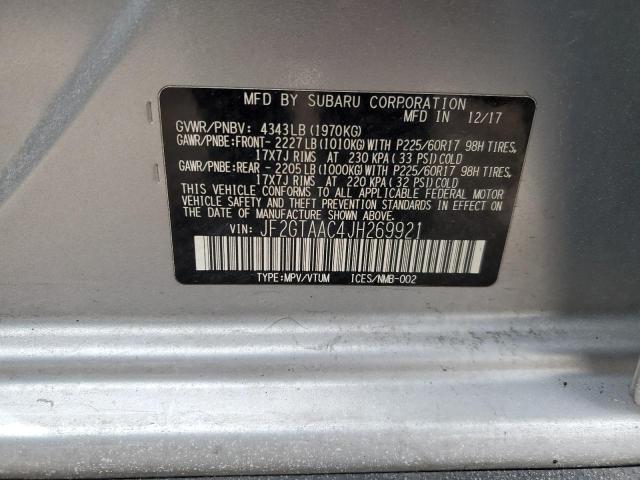 MFD BY SUBARU CORPORATION
MFD IN 12/17
GVWR/PNBV: 4343LB (1970KG)
GAWR/PNBE:FRONT-2227LB (1010KG) WITH P225/60R17 98H TIRES,
17X7J RIMS AT 230 KPA (33 PSI) COLD
GAWR/PNBE:REAR -2205LB (1000KG) WITH P225/60R17 98H TIRES,
17X7J RIMS AT 220 KPA (32 PSI) COLD
THIS VEHICLE CONFORMS TO ALL APPLICABLE FEDERAL MOTOR
VEHICLE SAFETY AND THEFT PREVENTION STANDARDS IN EFFECT
ON THE DATE OF MANUFACTURE SHOWN ABOVE.
VIN: JF2GTAAC4JH269921
TYPE:MPV/VTUM ICES/NMB-002